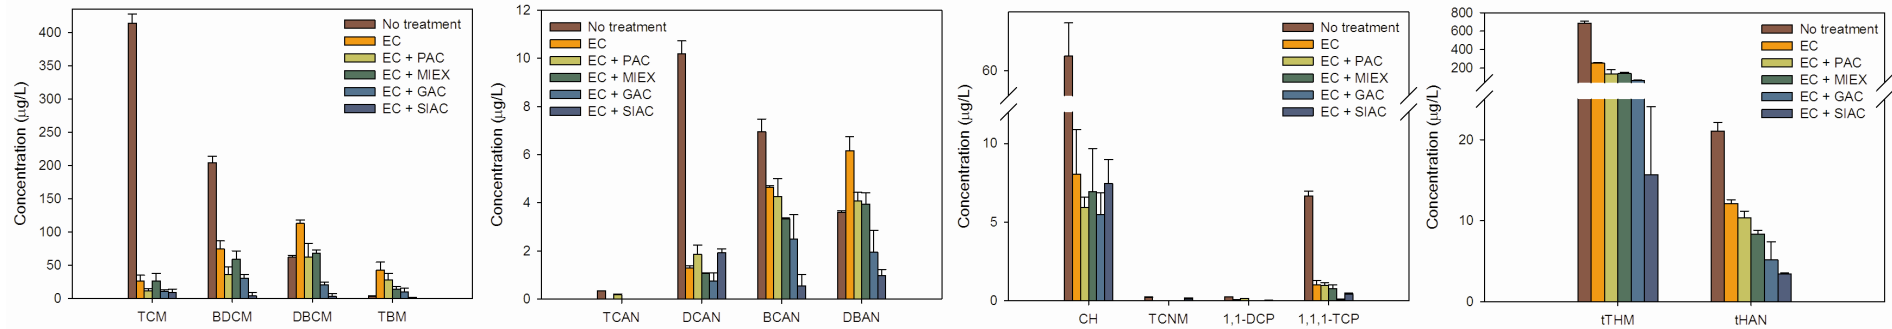 Concentration (μg/L)
400
350
300
250
200
150
100
50
0
No treatment
EC
EC + PAC
EC + MIEX
EC + GAC
EC + SIAC
TCM BDCM DBCM TBM
Concentration (μg/L)
12
10
8
6
4
2
0
No treatment
EC
EC + PAC
EC + MIEX
EC + GAC
EC + SIAC
TCAN DCAN BCAN DBAN
Concentration (μg/L)
60
10
5
0
No treatment
EC
EC + PAC
EC + MIEX
EC + GAC
EC + SIAC
CH TCNM 1,1-DCP 1,1,1-TCP
Concentration (μg/L)
800
600
400
200
20
10
0
No treatment
EC
EC + PAC
EC + MIEX
EC + GAC
EC + SIAC
tTHM tHAN